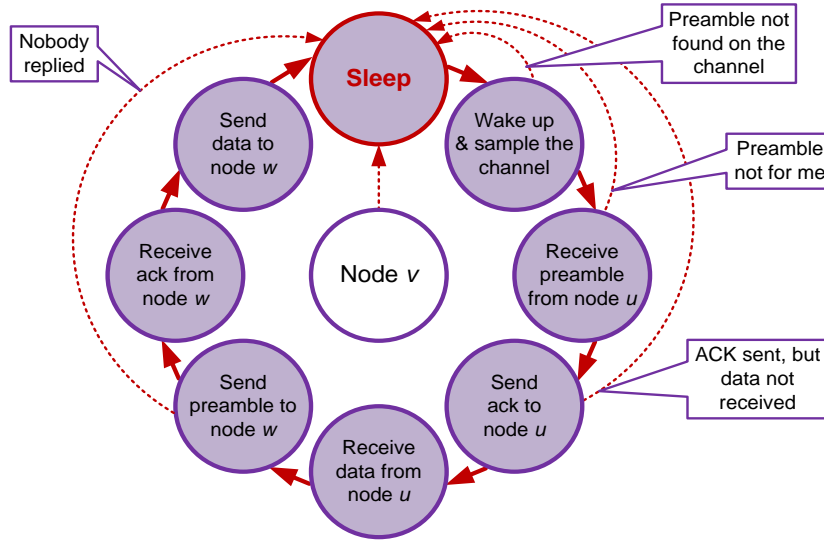 Nobody
replied
Sleep
Preamble not
found on the
channel
Wake up
& sample the
channel
Preamble
not for me
Receive
preamble
from node u
ACK sent, but
data not
received
Send
ack to
node u
Receive
data from
node u
Send
preamble to
node w
Receive
ack from
node w
Send
data to
node w
Node v